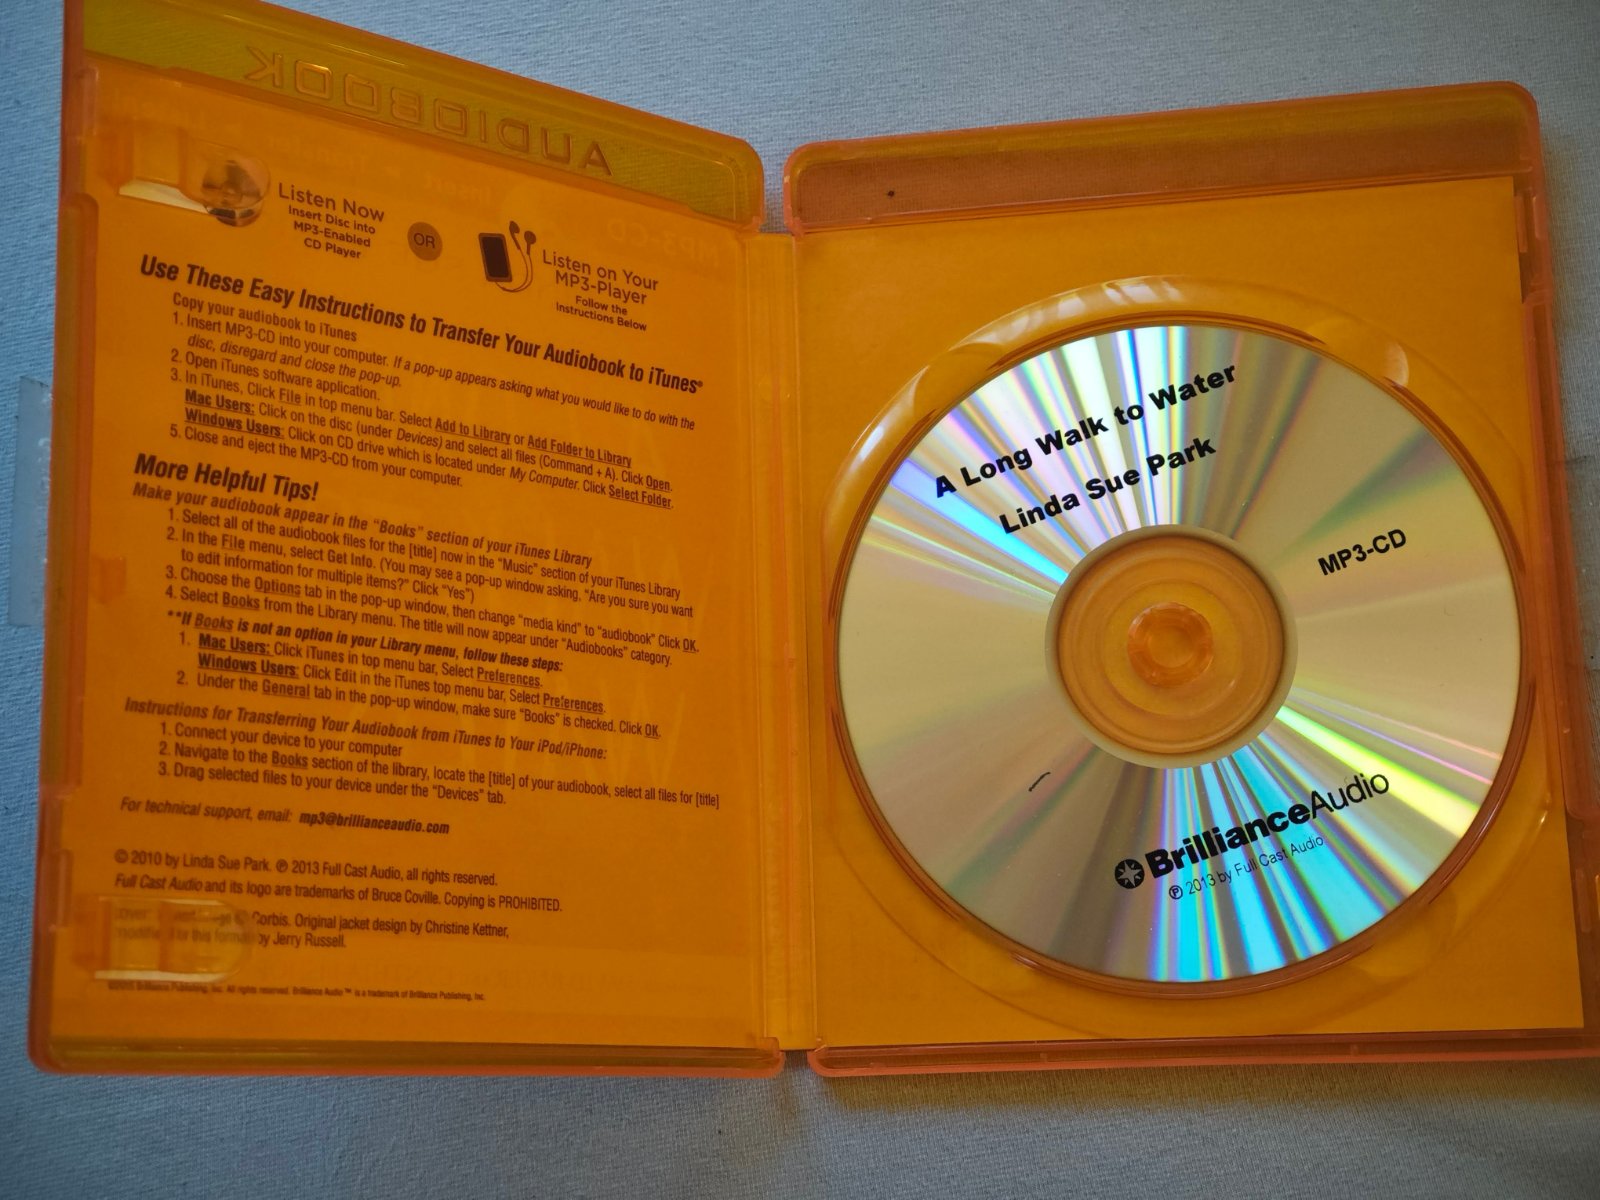 AUDIOBOOK
Listen Now
Insert Disc into
MP3-Enabled
CD Player
OR
Listen on Your
MP3-Player
Follow the
Instructions Below
Use These Easy Instructions to Transfer Your Audiobook to iTunes®
Copy your audiobook to iTunes
1. Insert MP3-CD into your computer. If a pop-up appears asking what you would like to do with the
disc, disregard and close the pop-up.
2. Open iTunes software application.
3. In iTunes, Click File in top menu bar. Select Add to Library or Add Folder to Library
Mac Users: Click on the disc (under Devices) and select all files (Command + A). Click Open.
Windows Users: Click on CD drive which is located under My Computer. Click Select Folder.
5. Close and eject the MP3-CD from your computer.
More Helpful Tips!
Make your audiobook appear in the “Books” section of your iTunes Library
1. Select all of the audiobook files for the [title] now in the “Music” section of your iTunes Library
2. In the File menu, select Get Info. (You may see a pop-up window asking, “Are you sure you want
to edit information for multiple items?” Click “Yes”)
3. Choose the Options tab in the pop-up window, then change “media kind” to “audiobook” Click OK.
4. Select Books from the Library menu. The title will now appear under “Audiobooks” category.
**If Books is not an option in your Library menu, follow these steps:
1. Mac Users: Click iTunes in top menu bar, Select Preferences.
Windows Users: Click Edit in the iTunes top menu bar, Select Preferences.
2. Under the General tab in the pop-up window, make sure “Books” is checked. Click OK.
Instructions for Transferring Your Audiobook from iTunes to Your iPod/iPhone:
1. Connect your device to your computer
2. Navigate to the Books section of the library, locate the [title] of your audiobook, select all files for [title]
3. Drag selected files to your device under the “Devices” tab.
For technical support, email: mp3@brillianceaudio.com
© 2010 by Linda Sue Park. ℗ 2013 Full Cast Audio, all rights reserved.
Full Cast Audio and its logo are trademarks of Bruce Coville. Copying is PROHIBITED.
© Corbis. Original jacket design by Christine Kettner,
for this format by Jerry Russell.
Brilliance Publishing, Inc. All rights reserved. Brilliance Audio™ is a trademark of Brilliance Publishing, Inc.
A Long Walk to Water
Linda Sue Park
MP3-CD
BrillianceAudio
℗ 2013 by Full Cast Audio